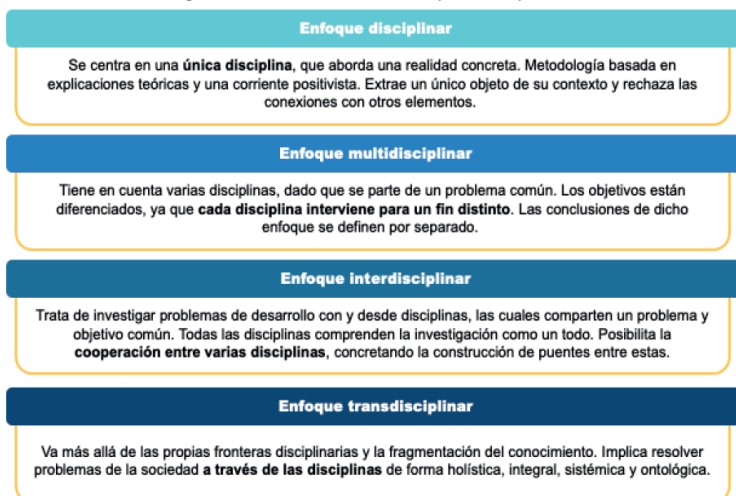 Enfoque disciplinar
Se centra en una única disciplina, que aborda una realidad concreta. Metodología basada en
explicaciones teóricas y una corriente positivista. Extrae un único objeto de su contexto y rechaza las
conexiones con otros elementos.
Enfoque multidisciplinar
Tiene en cuenta varias disciplinas, dado que se parte de un problema común. Los objetivos están
diferenciados, ya que cada disciplina interviene para un fin distinto. Las conclusiones de dicho
enfoque se definen por separado.
Enfoque interdisciplinar
Trata de investigar problemas de desarrollo con y desde disciplinas, las cuales comparten un problema y
objetivo común. Todas las disciplinas comprenden la investigación como un todo. Posibilita la
cooperación entre varias disciplinas, concretando la construcción de puentes entre estas.
Enfoque transdisciplinar
Va más allá de las propias fronteras disciplinarias y la fragmentación del conocimiento. Implica resolver
problemas de la sociedad a través de las disciplinas de forma holística, integral, sistémica y ontológica.